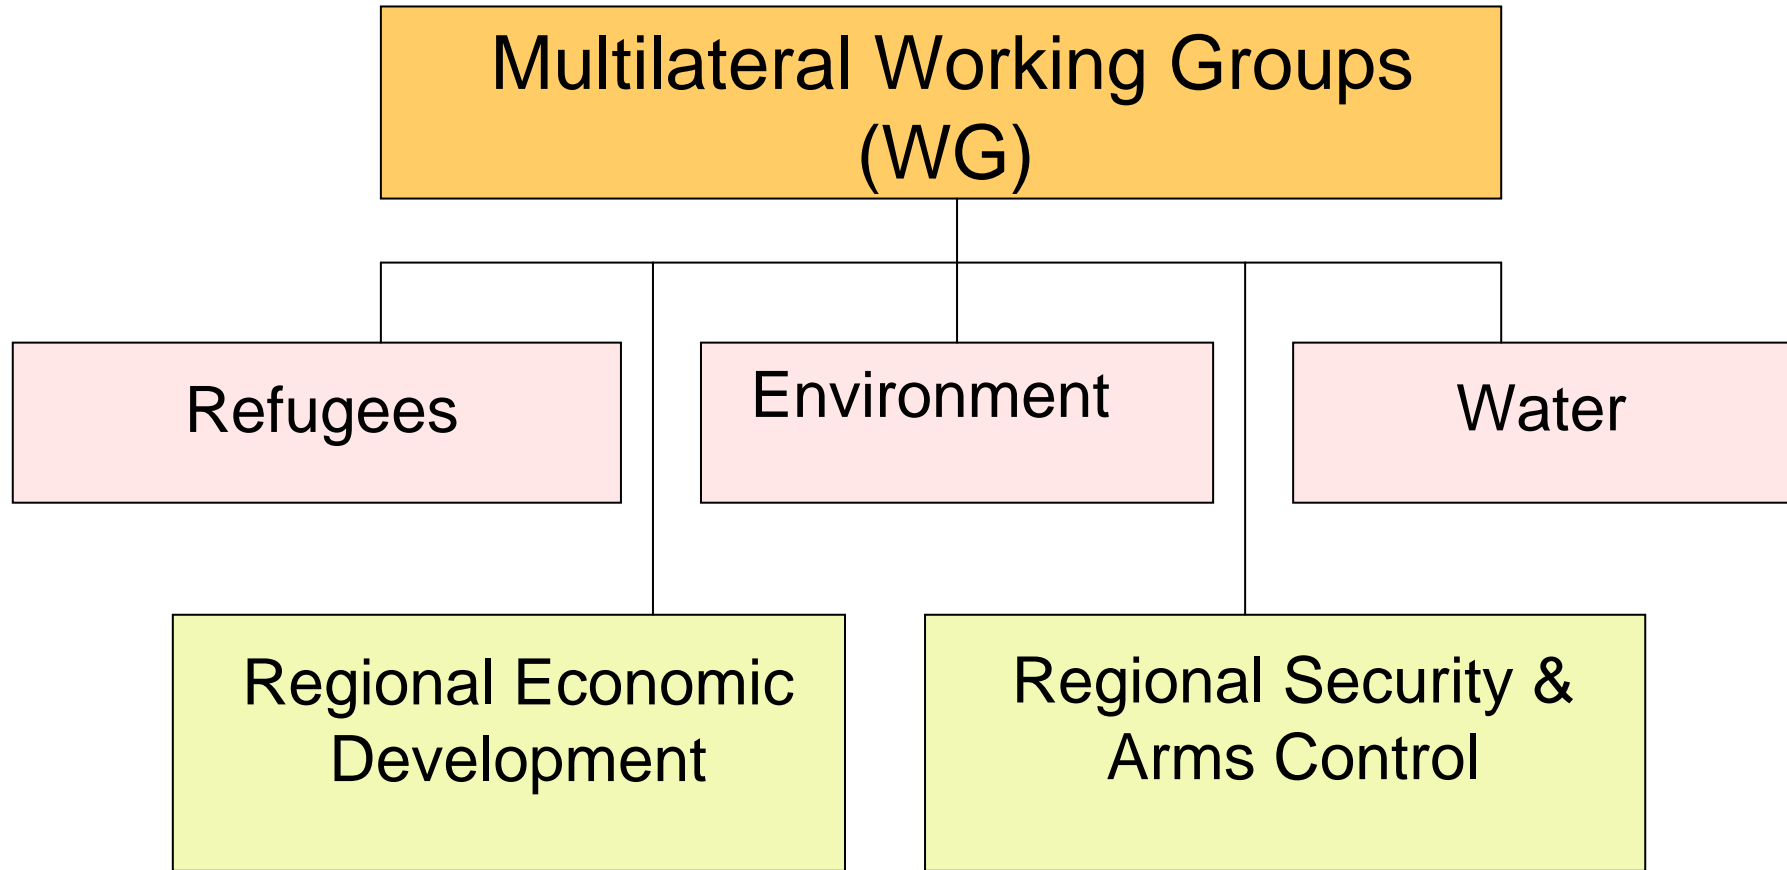 Multilateral Working Groups
(WG)
Refugees
Environment
Water
Regional Economic
Development
Regional Security &
Arms Control